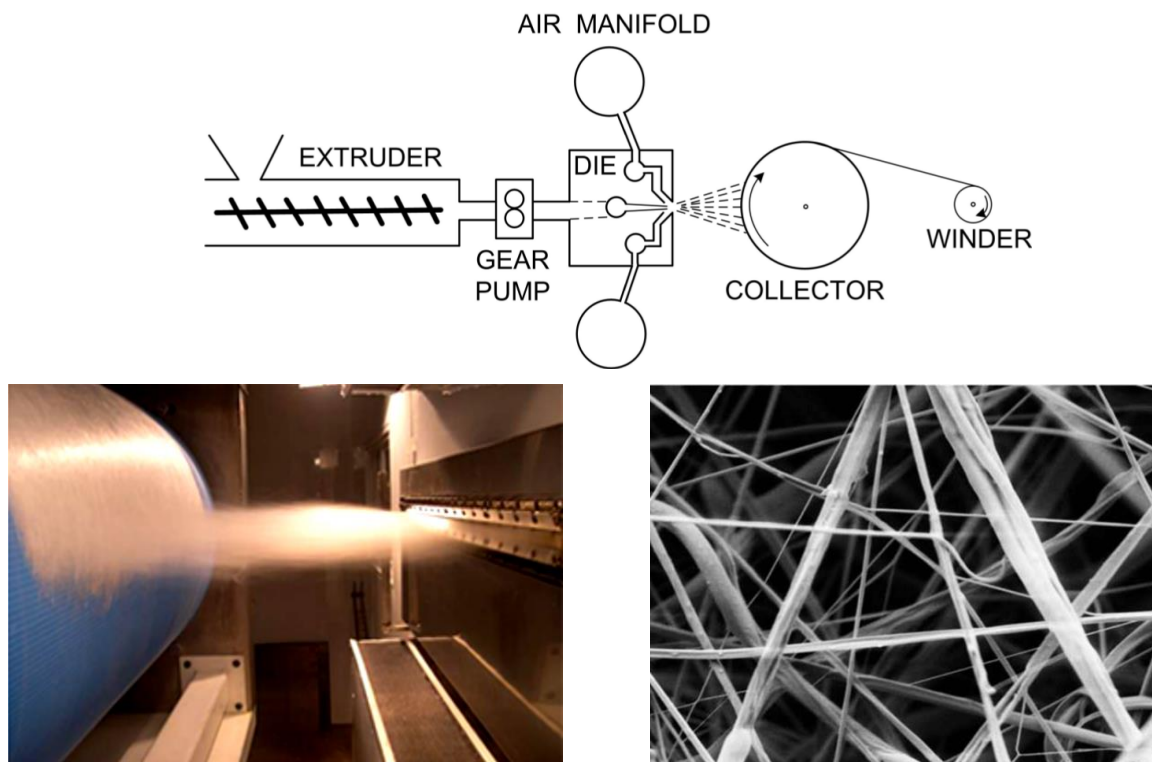 AIR MANIFOLD
EXTRUDER
DIE
GEAR
PUMP
WINDER
COLLECTOR